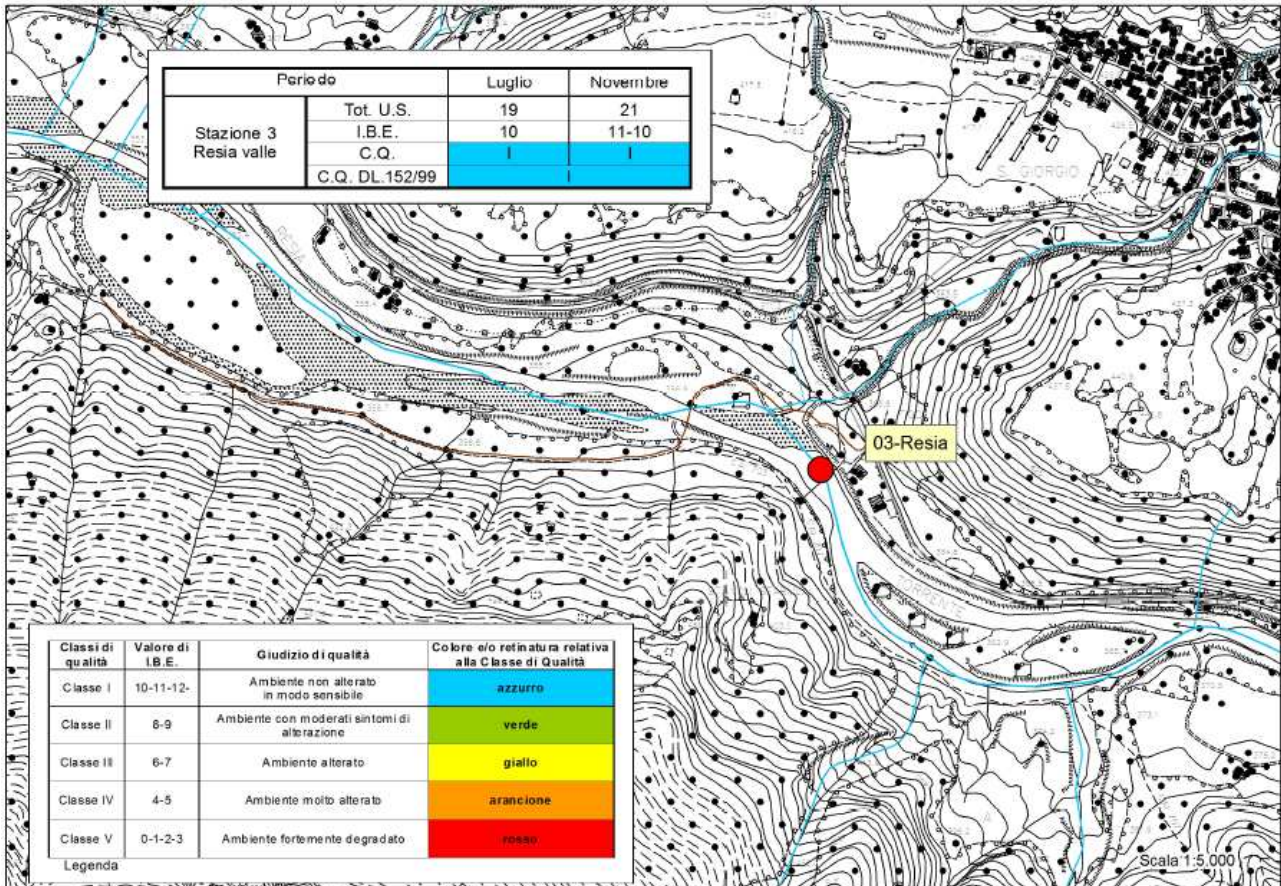 Periodo Luglio Novembre
Stazione 3
Resia valle
Tot. U.S. 19 21
I.B.E. 10 11-10
C.Q. I I
C.Q. DL.152/99 I
S. GIORGIO
RESIA
03-Resia
TORRENTE
Classi di qualità Valore di I.B.E. Giudizio di qualità Colore e/o retinatura relativa alla Classe di Qualità
Classe I 10-11-12- Ambiente non alterato in modo sensibile azzurro
Classe II 8-9 Ambiente con moderati sintomi di alterazione verde
Classe III 6-7 Ambiente alterato giallo
Classe IV 4-5 Ambiente molto alterato arancione
Classe V 0-1-2-3 Ambiente fortemente degradato rosso
Legenda
Scala 1:5.000